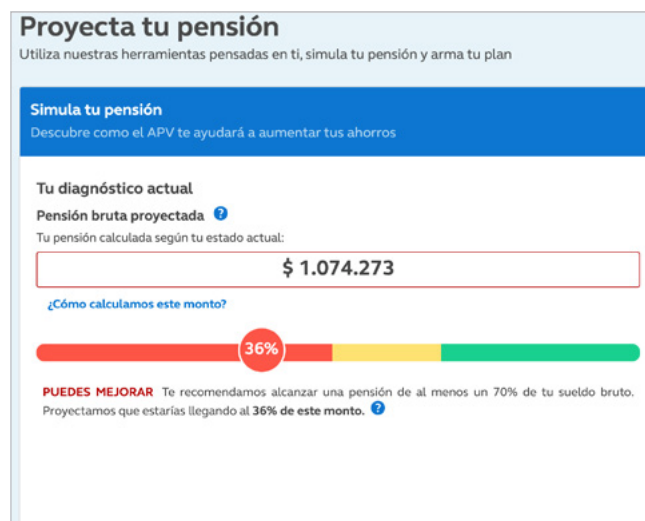 Proyecta tu pensión
Utiliza nuestras herramientas pensadas en ti, simula tu pensión y arma tu plan
Simula tu pensión
Descubre como el APV te ayudará a aumentar tus ahorros
Tu diagnóstico actual
Pensión bruta proyectada ?
Tu pensión calculada según tu estado actual:
$ 1.074.273
¿Cómo calculamos este monto?
36%
PUEDES MEJORAR Te recomendamos alcanzar una pensión de al menos un 70% de tu sueldo bruto.
Proyectamos que estarías llegando al 36% de este monto. ?